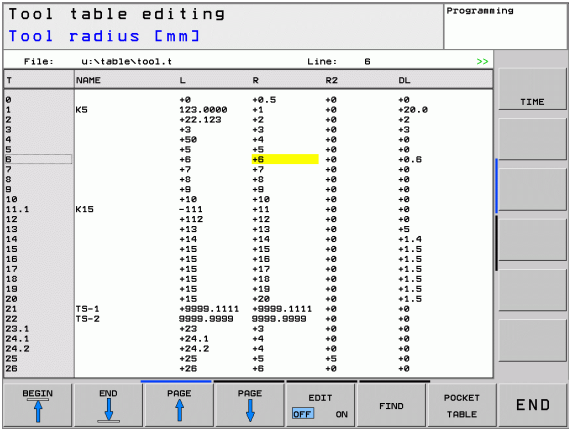 Tool table editing
Programming
Tool radius [mm]
File: u:\table\tool.t Line: 6 >>
T NAME L R R2 DL
0 +0 +0.5 +0 +0
1 K5 123.0000 +1 +0 +20.0
2 +22.123 +2 +0 +2
3 +3 +3 +0 +3
4 +50 +4 +0 +0
5 +5 +5 +0 +0
6 +6 +6 +0 +0.6
7 +7 +7 +0 +0
8 +8 +8 +0 +0
9 +9 +9 +0 +0
10 +10 +10 +0 +0
11.1 K15 -111 +11 +0 +0
12 +112 +12 +0 +0
13 +13 +13 +0 +5
14 +14 +14 +0 +1.4
15 +15 +15 +0 +1.5
16 +15 +16 +0 +1.5
17 +15 +17 +0 +1.5
18 +15 +18 +0 +1.5
19 +15 +19 +0 +1.5
20 +15 +20 +0 +1.5
21 TS-1 +9999.1111 +9999.1111 +0 +0
22 TS-2 9999.9999 9999.9999 +0 +0
23.1 +23 +3 +0 +0
24.1 +24.1 +4 +0 +0
24.2 +24.2 +4 +0 +0
25 +25 +5 +5 +0
26 +26 +6 +0 +0
TIME
BEGIN END PAGE PAGE EDIT OFF ON FIND POCKET TABLE END